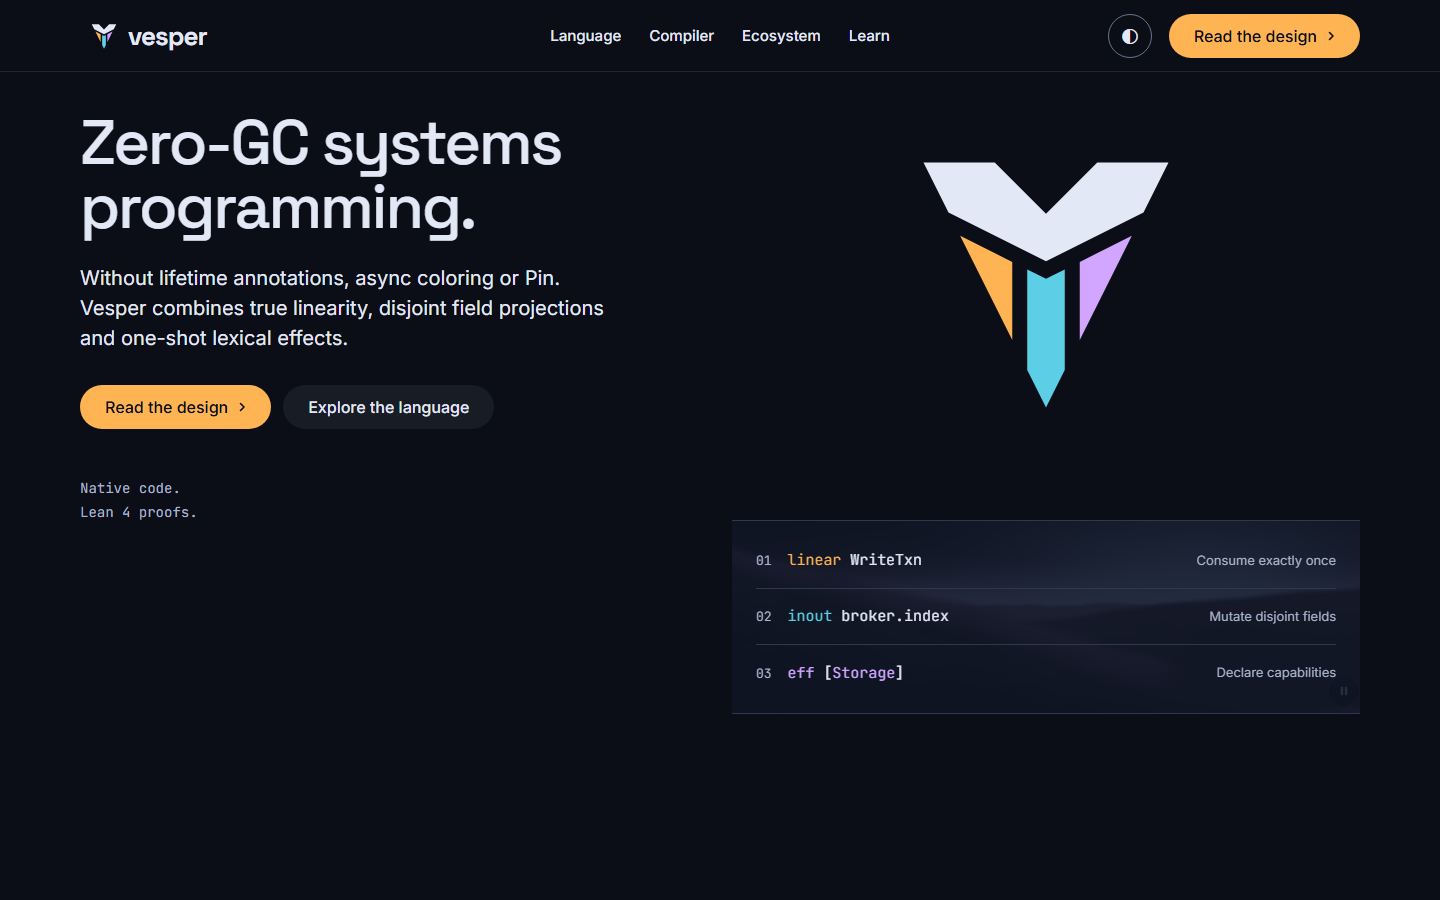 vesper
Language
Compiler
Ecosystem
Learn
Read the design
Zero-GC systems
programming.
Without lifetime annotations, async coloring or Pin.
Vesper combines true linearity, disjoint field projections
and one-shot lexical effects.
Read the design
Explore the language
Native code.
Lean 4 proofs.
01 linear WriteTxn Consume exactly once
02 inout broker.index Mutate disjoint fields
03 eff [Storage] Declare capabilities